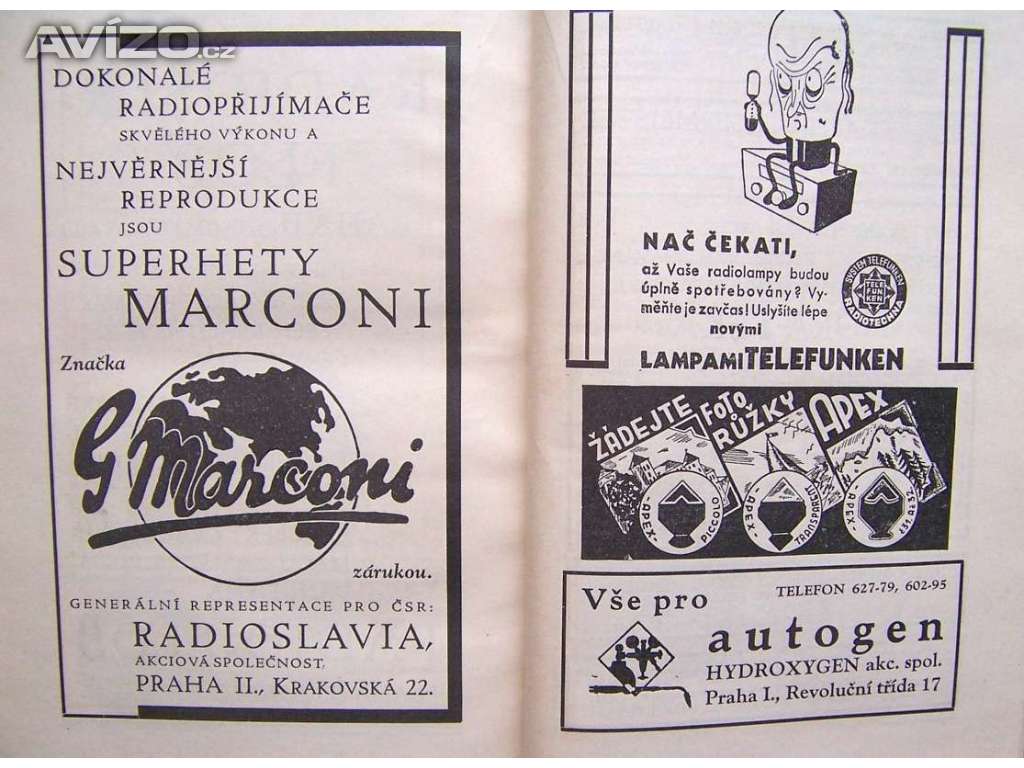 AVÍZO.cz
DOKONALÉ
RADIOPŘIJÍMAČE
SKVĚLÉHO VÝKONU A
NEJVĚRNĚJŠÍ
REPRODUKCE
JSOU
SUPERHETY
MARCONI
Značka
G Marconi
zárukou.
GENERÁLNÍ REPRESENTACE PRO ČSR:
RADIOSLAVIA,
AKCIOVÁ SPOLEČNOST,
PRAHA II., KRAKOVSKÁ 22.
NAČ ČEKATI,
až Vaše radiolampy budou
úplně spotřebovány? Vy-
měňte je zavčas! Uslyšíte lépe
novými
LAMPAMI TELEFUNKEN
SYSTEM TELEFUNKEN
TELE
FUN
KEN
RADIOTECHNA
ŽÁDEJTE
FOTO
RŮŽKY
APEX
-APEX-
PICCOLO
-APEX-
TRANSPARENT
-APEX-
Vše pro
TELEFON 627-79, 602-95
autogen
HYDROXYGEN akc. spol.
Praha I., Revoluční třída 17